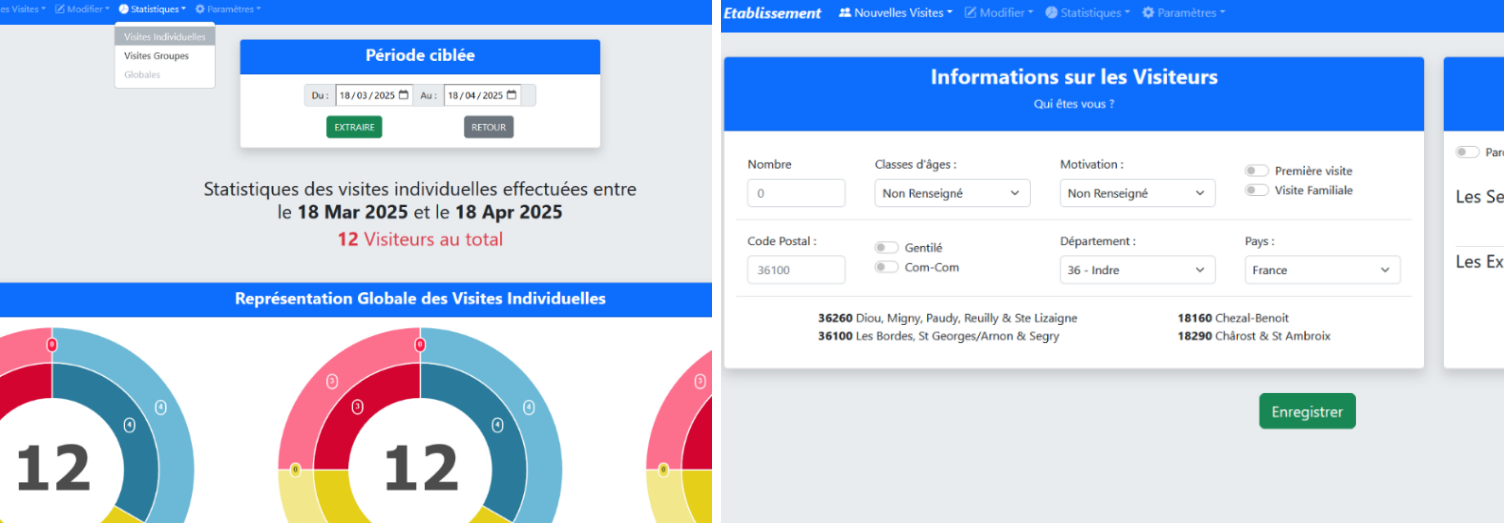 es Visites Modifier Statistiques Paramètres
Visites Individuelles
Visites Groupes
Globales
Période ciblée
Du : 18/03/2025 Au : 18/04/2025
EXTRAIRE RETOUR
Statistiques des visites individuelles effectuées entre
le 18 Mar 2025 et le 18 Apr 2025
12 Visiteurs au total
Représentation Globale des Visites Individuelles
0 0
3 3
4 4
3
4 4
12 12
0 0 0
Etablissement Nouvelles Visites Modifier Statistiques Paramètres
Informations sur les Visiteurs
Qui êtes vous ?
Nombre Classes d'âges : Motivation :
Première visite
0 Non Renseigné Non Renseigné
Visite Familiale
Code Postal : Gentilé Département : Pays :
36100 Com-Com 36 - Indre France
36260 Diou, Migny, Paudy, Reuilly & Ste Lizaigne 18160 Chezal-Benoit
36100 Les Bordes, St Georges/Arnon & Segry 18290 Chârost & St Ambroix
Par
Les Se
Les Ex
Enregistrer